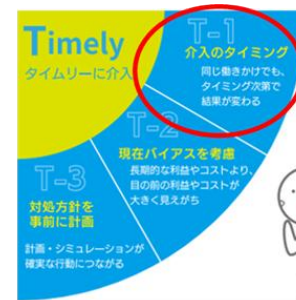 Timely
タイムリーに介入
T-1
介入のタイミング
同じ働きかけでも、
タイミング次第で
結果が変わる
T-2
現在バイアスを考慮
長期的な利益やコストより、
目の前の利益やコストが
大きく見えがち
T-3
対処方針を
事前に計画
計画・シミュレーションが
確実な行動につながる